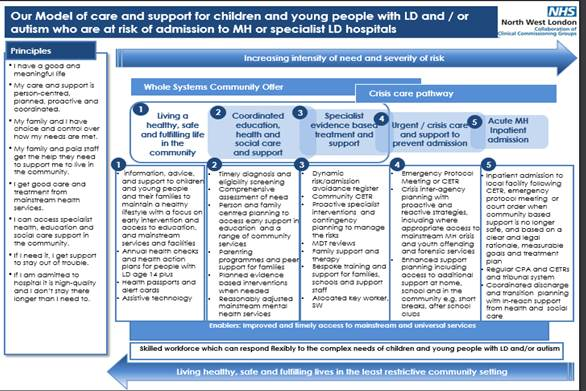 Our Model of care and support for children and young people with LD and / or
autism who are at risk of admission to MH or specialist LD hospitals
NHS
North West London
Collaboration of
Clinical Commissioning Groups
Principles
• I have a good and
meaningful life
• My care and support is
person-centred,
planned, proactive and
coordinated.
• My family and I have
choice and control over
how my needs are met.
• My family and paid staff
get the help they need
to support me to live in
the community.
• I get good care and
treatment from
mainstream health
services.
• I can access specialist
health, education and
social care support in
the community.
• If I need it, I get support
to stay out of trouble.
• If I am admitted to
hospital it is high-quality
and I don't stay there
longer than I need to.
Increasing intensity of need and severity of risk
Whole Systems Community Offer
Crisis care pathway
1
Living a
healthy, safe
and fulfilling life
in the
community
2
Coordinated
education,
health and
social care
and support
3
Specialist
evidence based
treatment and
support
4
Urgent / crisis care
and support to
prevent admission
5
Acute MH
Inpatient
admission
1
• Information, advice,
and support to children
and young people
and their families to
maintain a healthy
lifestyle with a focus on
early intervention and
access to education,
and mainstream
services and facilities
• Annual health checks
and health action
plans for people with
LD age 14 plus
• Health passports and
alert cards
• Assistive technology
2
• Timely diagnosis and
eligibility screening
• Comprehensive
assessment of need
• Person and family
centred planning to
access early support in
education and a
range of community
services
• Parenting
programmes and peer
support for families
• Planned evidence
based interventions
when needed
• Reasonably adjusted
mainstream mental
health services
3
• Dynamic
risk/admission
avoidance register
• Community CETR
• Proactive specialist
interventions and
contingency
planning to manage
the risks
• MDT reviews
• Family support and
therapy
• Bespoke training and
support for families,
schools and support
staff
• Allocated key worker,
SW
4
• Emergency Protocol
Meeting or CETR
• Crisis inter-agency
planning with
proactive and
reactive strategies,
including where
appropriate access to
mainstream MH crisis
and youth offending
and forensic services
• Enhanced support
planning including
access to additional
support at home,
school and in the
community e.g. short
breaks, after school
clubs
5
• Inpatient admission to
local facility following
CETR, emergency
protocol meeting or
court order when
community based
support is no longer
safe, and based on a
clear and legal
rationale, measurable
goals and treatment
plan
• Regular CPA and CETRs
and tribunal system
• Coordinated discharge
and transition planning
with in-reach support
from health and social
care
Enablers: Improved and timely access to mainstream and universal services
Skilled workforce which can respond flexibly to the complex needs of children and young people with LD and/or autism
Living healthy, safe and fulfilling lives in the least restrictive community setting